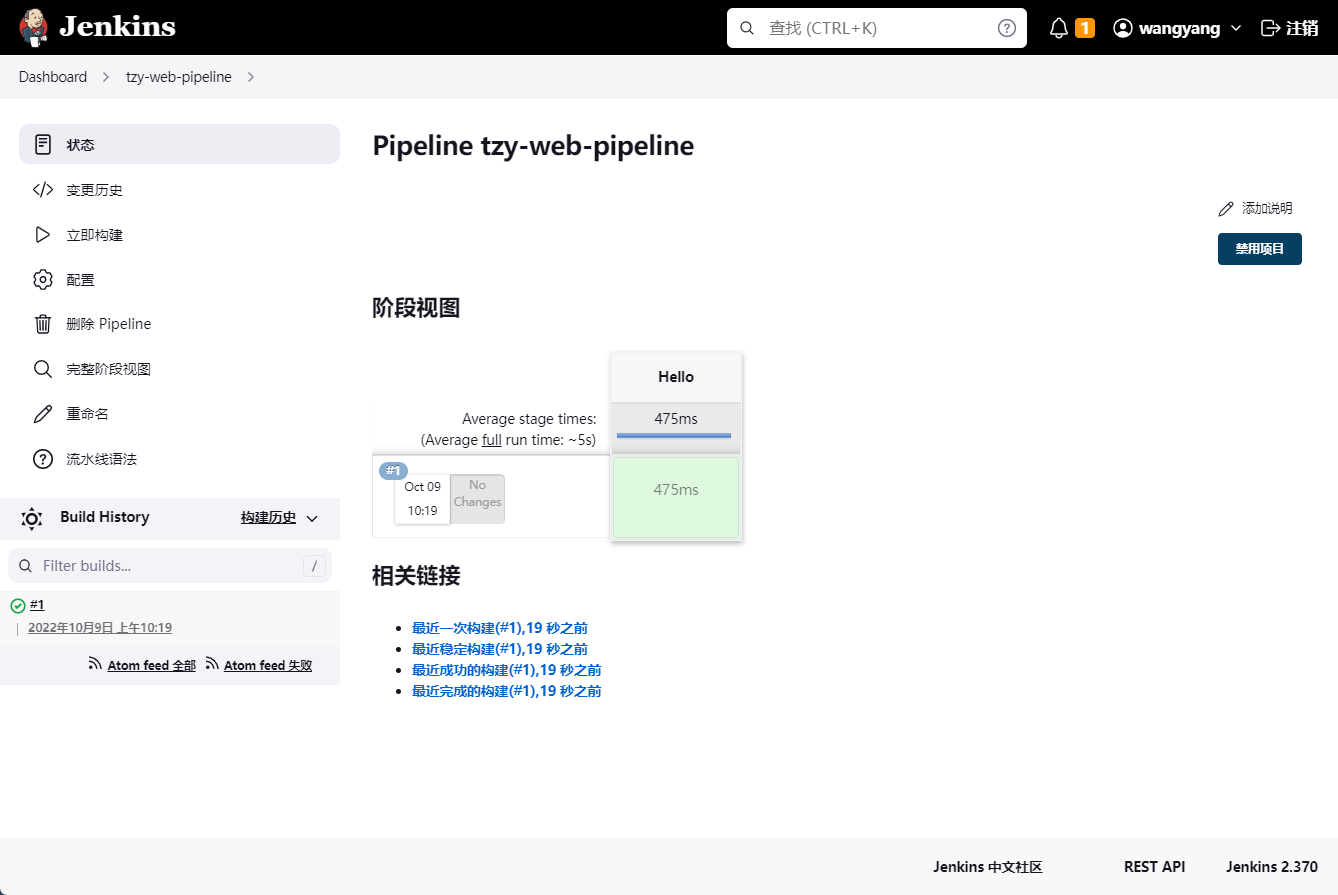 Jenkins
查找 (CTRL+K)
1
wangyang
注销
Dashboard
tzy-web-pipeline
状态
变更历史
立即构建
配置
删除 Pipeline
完整阶段视图
重命名
流水线语法
Build History
构建历史
Filter builds...
/
#1
2022年10月9日 上午10:19
Atom feed 全部
Atom feed 失败
Pipeline tzy-web-pipeline
添加说明
禁用项目
阶段视图
Hello
Average stage times:
475ms
(Average full run time: ~5s)
#1
Oct 09
10:19
No
Changes
475ms
相关链接
最近一次构建(#1),19 秒之前
最近稳定构建(#1),19 秒之前
最近成功的构建(#1),19 秒之前
最近完成的构建(#1),19 秒之前
Jenkins 中文社区
REST API
Jenkins 2.370